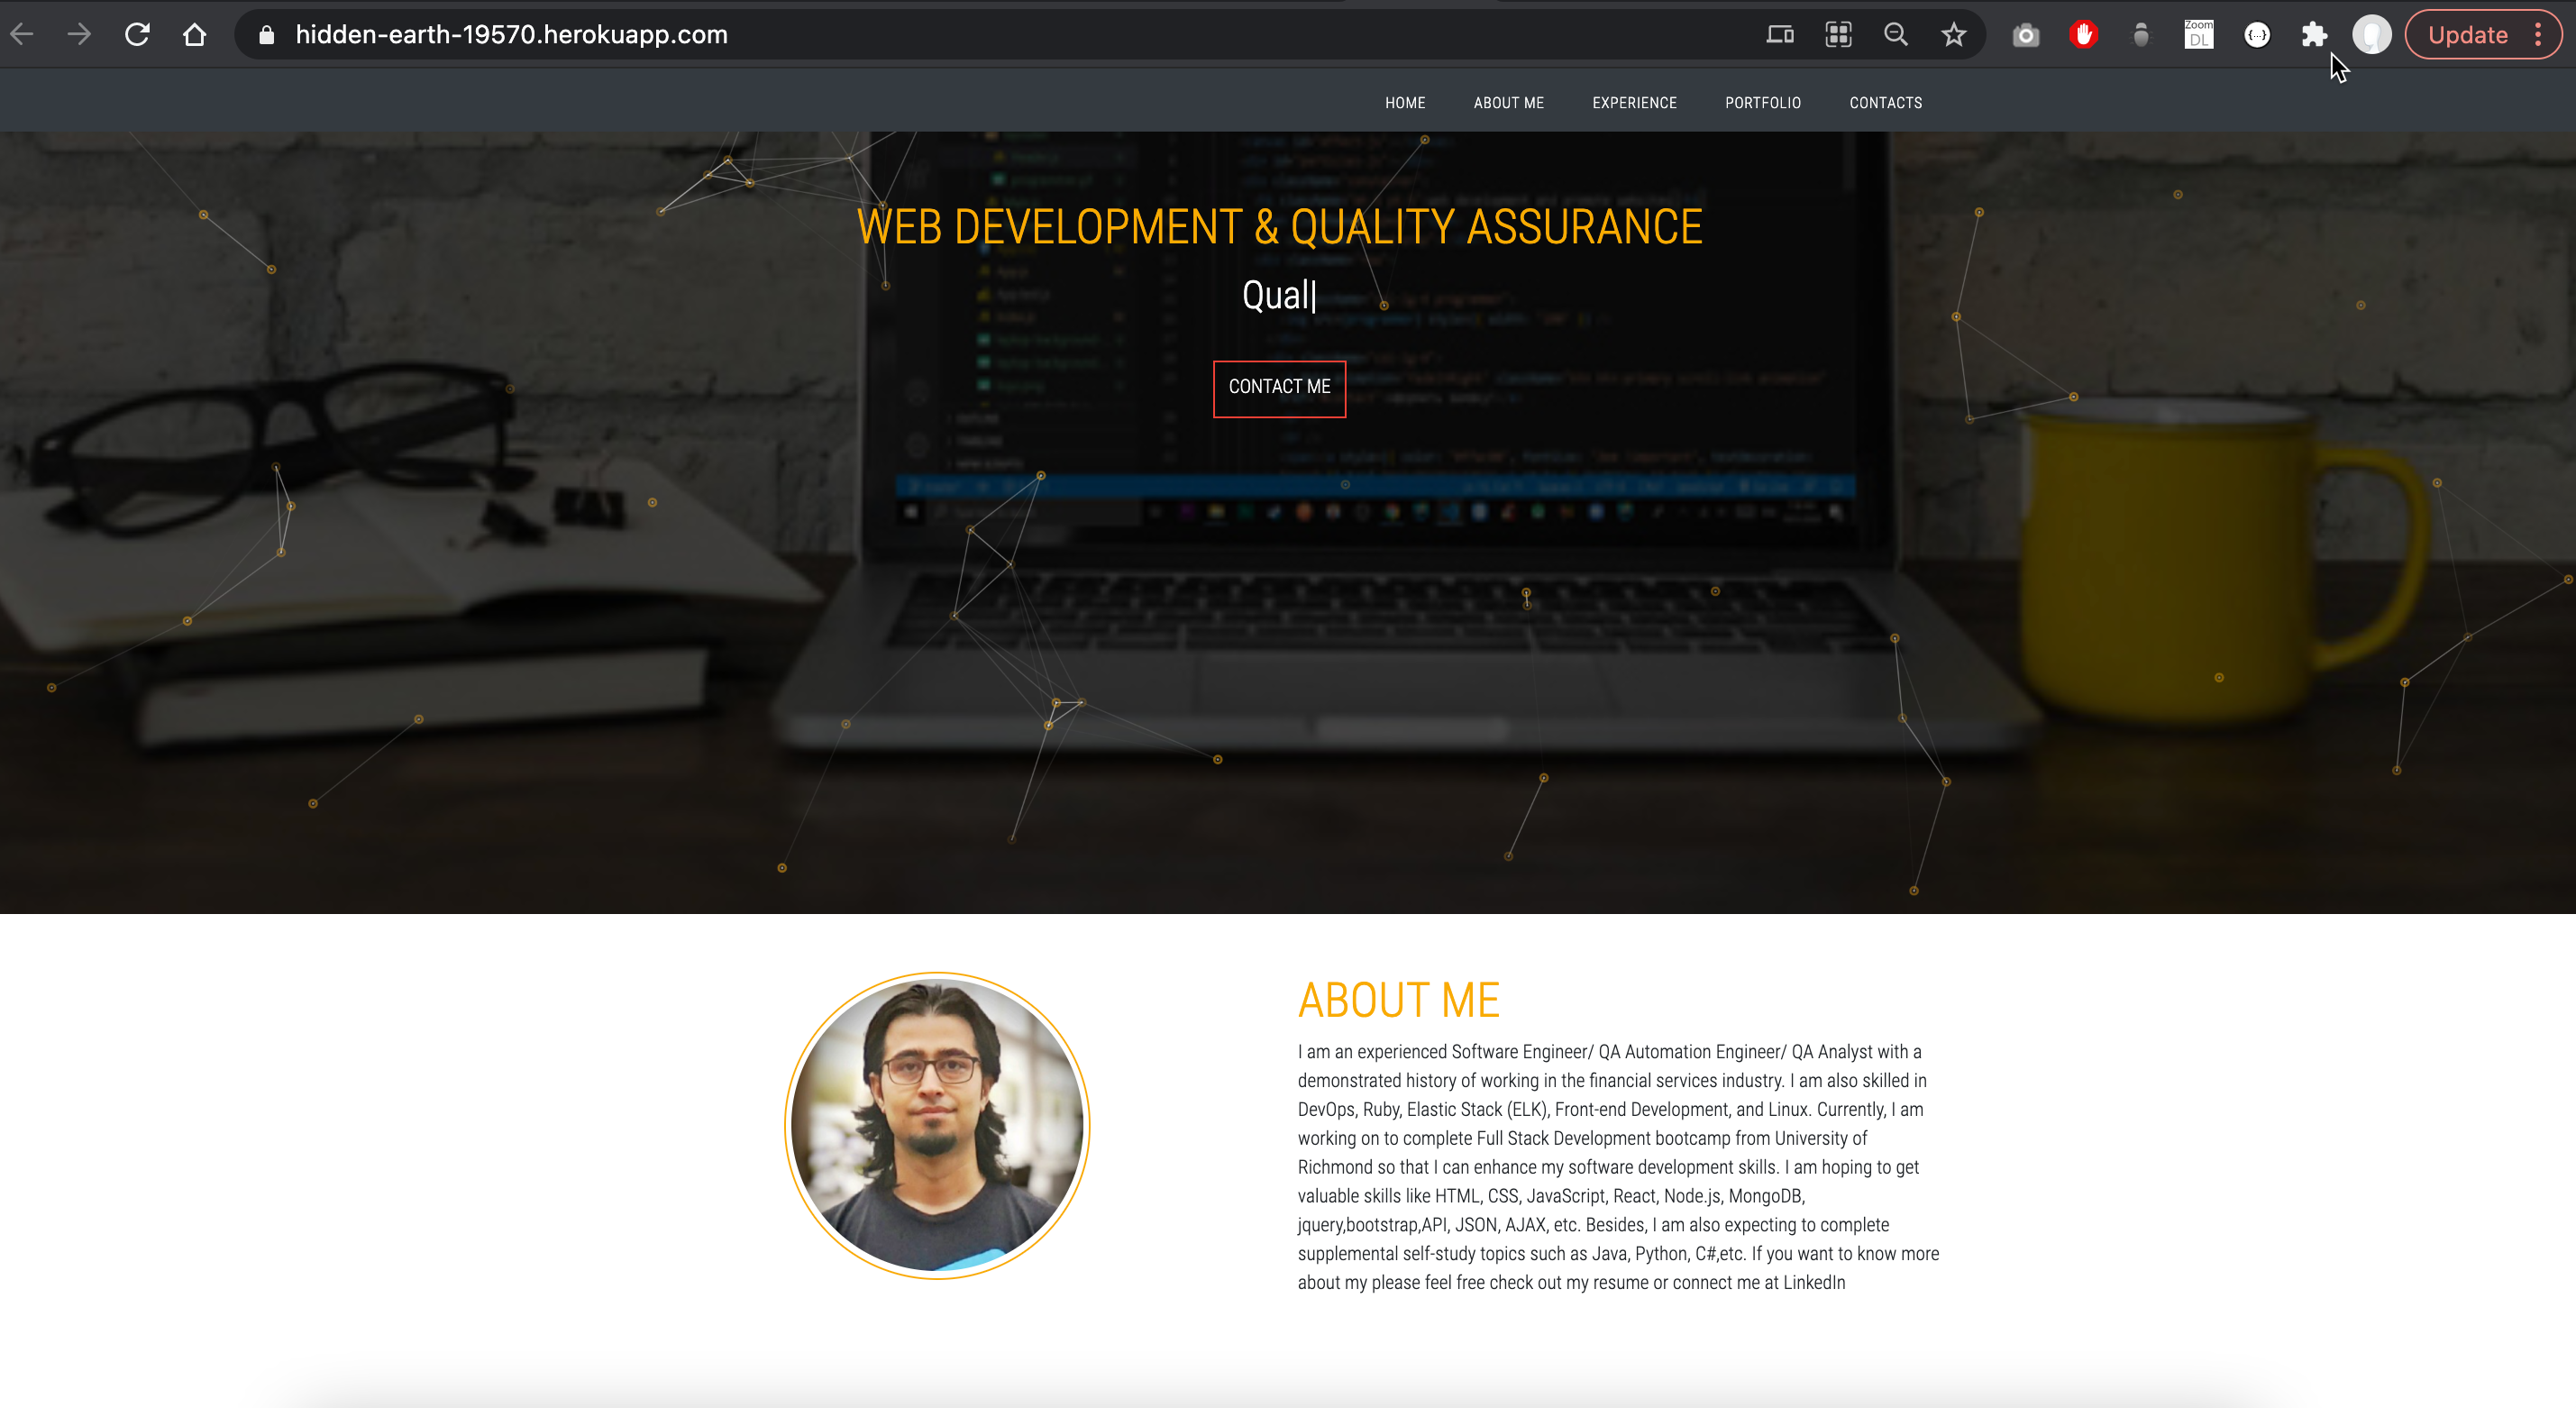 hidden-earth-19570.herokuapp.com
Zoom
DL
{...}
Update
HOME ABOUT ME EXPERIENCE PORTFOLIO CONTACTS
WEB DEVELOPMENT & QUALITY ASSURANCE
Qual|
CONTACT ME
ABOUT ME
I am an experienced Software Engineer/ QA Automation Engineer/ QA Analyst with a
demonstrated history of working in the financial services industry. I am also skilled in
DevOps, Ruby, Elastic Stack (ELK), Front-end Development, and Linux. Currently, I am
working on to complete Full Stack Development bootcamp from University of
Richmond so that I can enhance my software development skills. I am hoping to get
valuable skills like HTML, CSS, JavaScript, React, Node.js, MongoDB,
jquery,bootstrap,API, JSON, AJAX, etc. Besides, I am also expecting to complete
supplemental self-study topics such as Java, Python, C#,etc. If you want to know more
about my please feel free check out my resume or connect me at LinkedIn